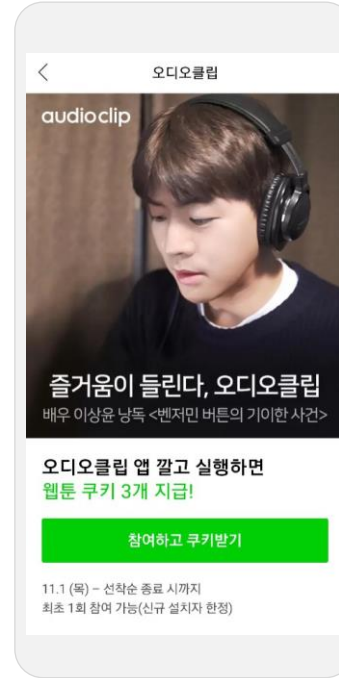 오디오클립
audioclip
즐거움이 들린다, 오디오클립
배우 이상윤 낭독 <벤저민 버튼의 기이한 사건>
오디오클립 앱 깔고 실행하면
웹툰 쿠키 3개 지급!
참여하고 쿠키받기
11.1 (목) – 선착순 종료 시까지
최초 1회 참여 가능(신규 설치자 한정)